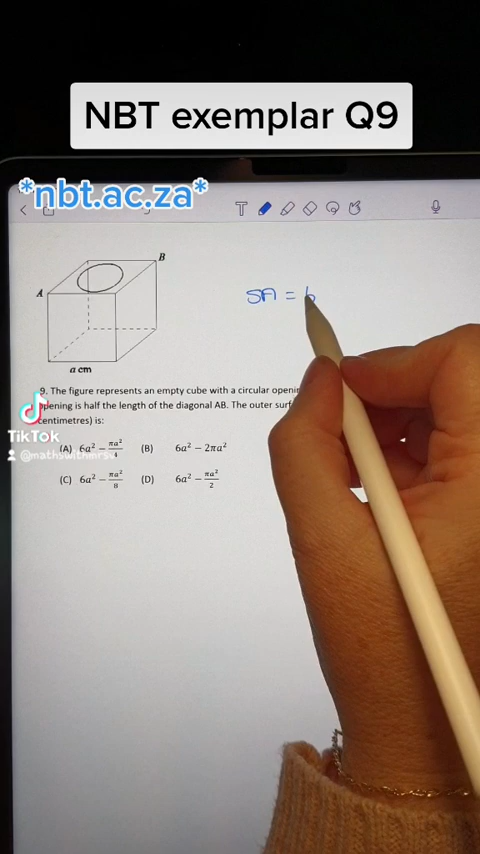 NBT exemplar Q9
*nbt.ac.za*
T
B
A
SA = 6
a cm
9. The figure represents an empty cube with a circular
opening is half the length of the diagonal AB. The outer
centimetres) is:
(A) 6a² − πa²/4 (B) 6a² − 2πa²
(C) 6a² − πa²/8 (D) 6a² − πa²/2
TikTok